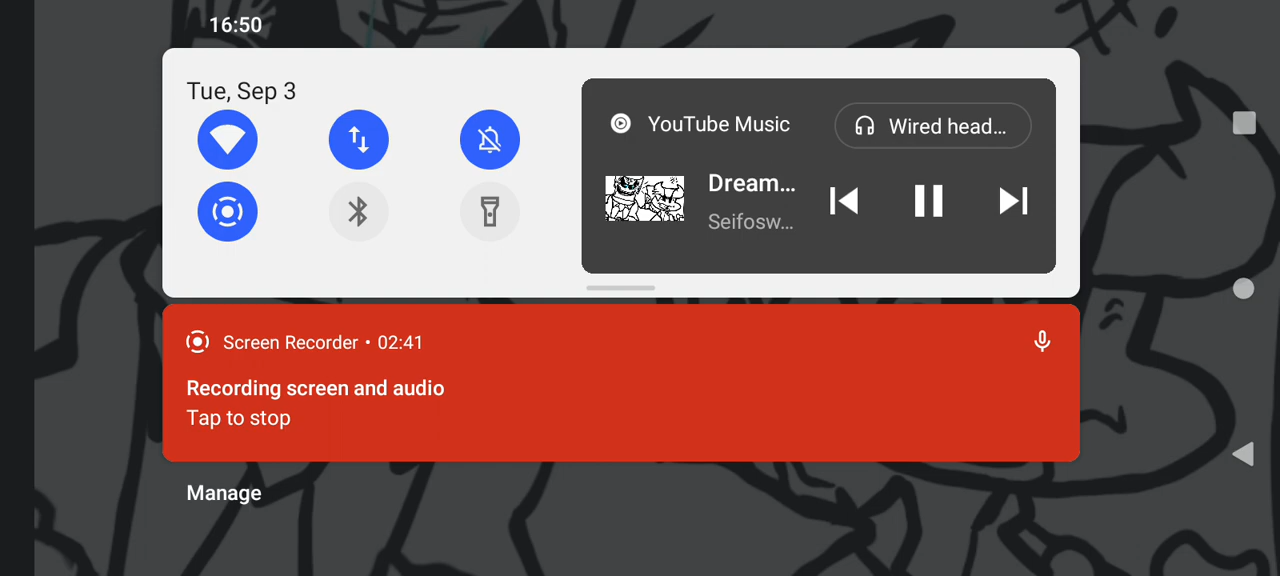 16:50
Tue, Sep 3
YouTube Music
Wired head…
Dream…
Seifosw…
Screen Recorder • 02:41
Recording screen and audio
Tap to stop
Manage